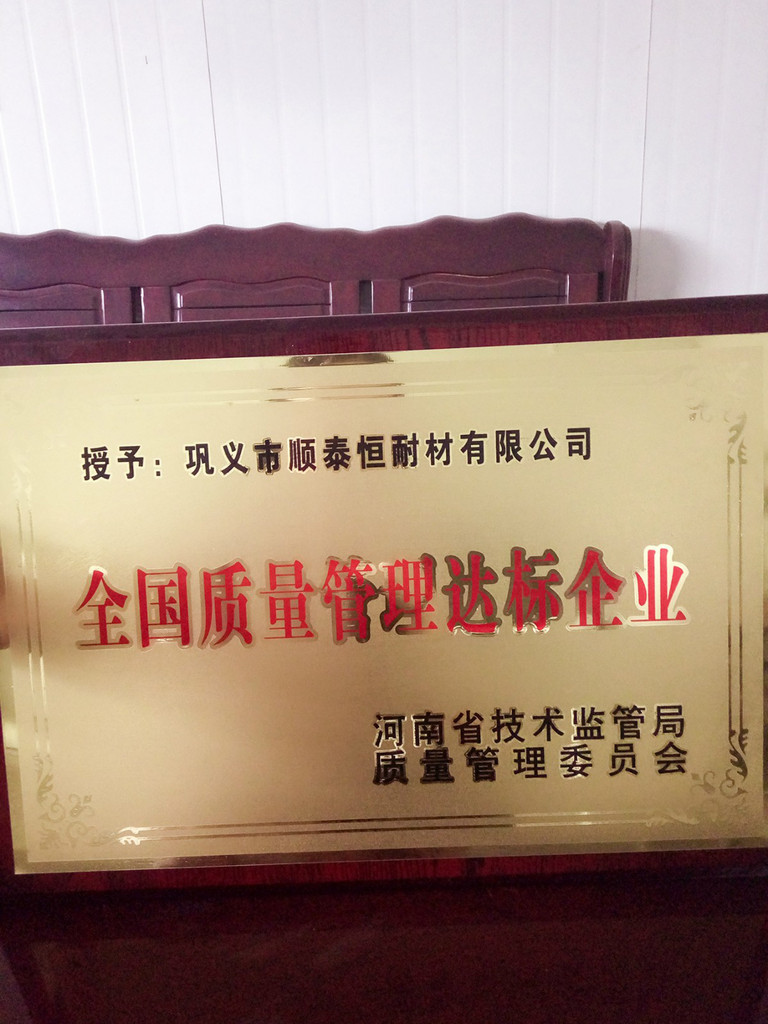 授予：巩义市顺泰恒耐材有限公司
全国质量管理达标企业
河南省技术监管局
质量管理委员会